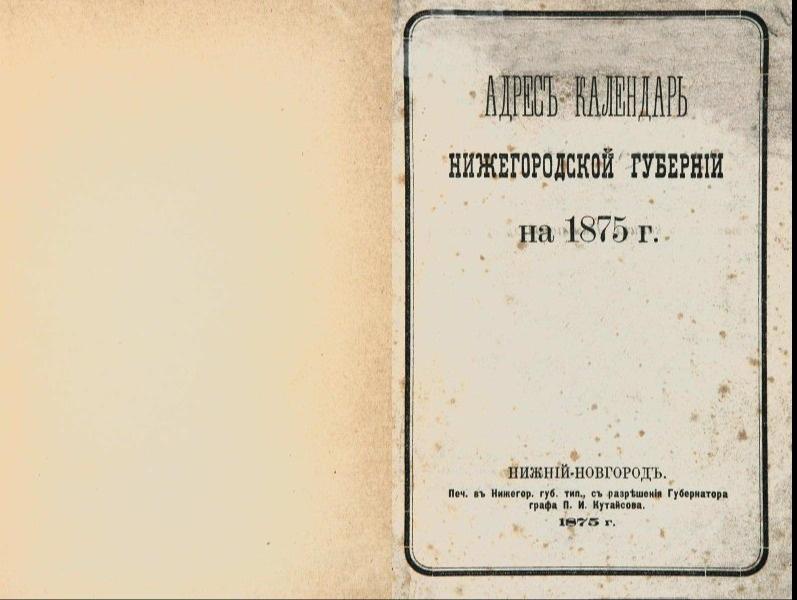 АДРЕСЪ КАЛЕНДАРЬ
НИЖЕГОРОДСКОЙ ГУБЕРНІИ
на 1875 г.
НИЖНІЙ-НОВГОРОДЪ.
Печ. въ Нижегор. губ. тип., съ разрѣшенія Губернатора
графа П. И. Кутайсова.
1875 г.